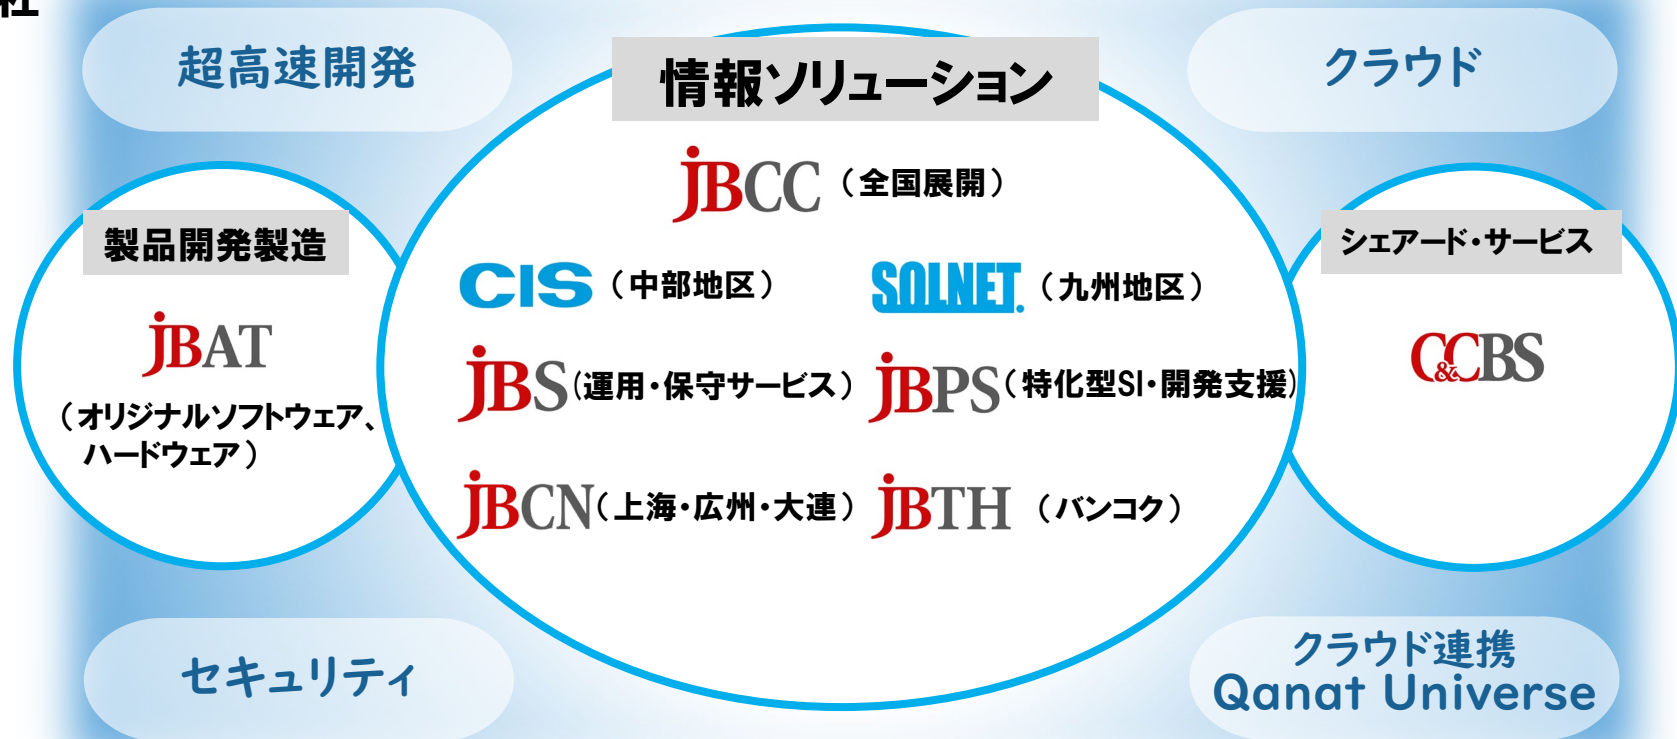 社
超高速開発
情報ソリューション
クラウド
製品開発製造
JBAT
(オリジナルソフトウェア、
ハードウェア)
JBCC (全国展開)
CIS (中部地区)
SOLNET. (九州地区)
JBS (運用・保守サービス)
JBPS (特化型SI・開発支援)
JBCN (上海・広州・大連)
JBTH (バンコク)
シェアード・サービス
C&CBS
セキュリティ
クラウド連携
Qanat Universe